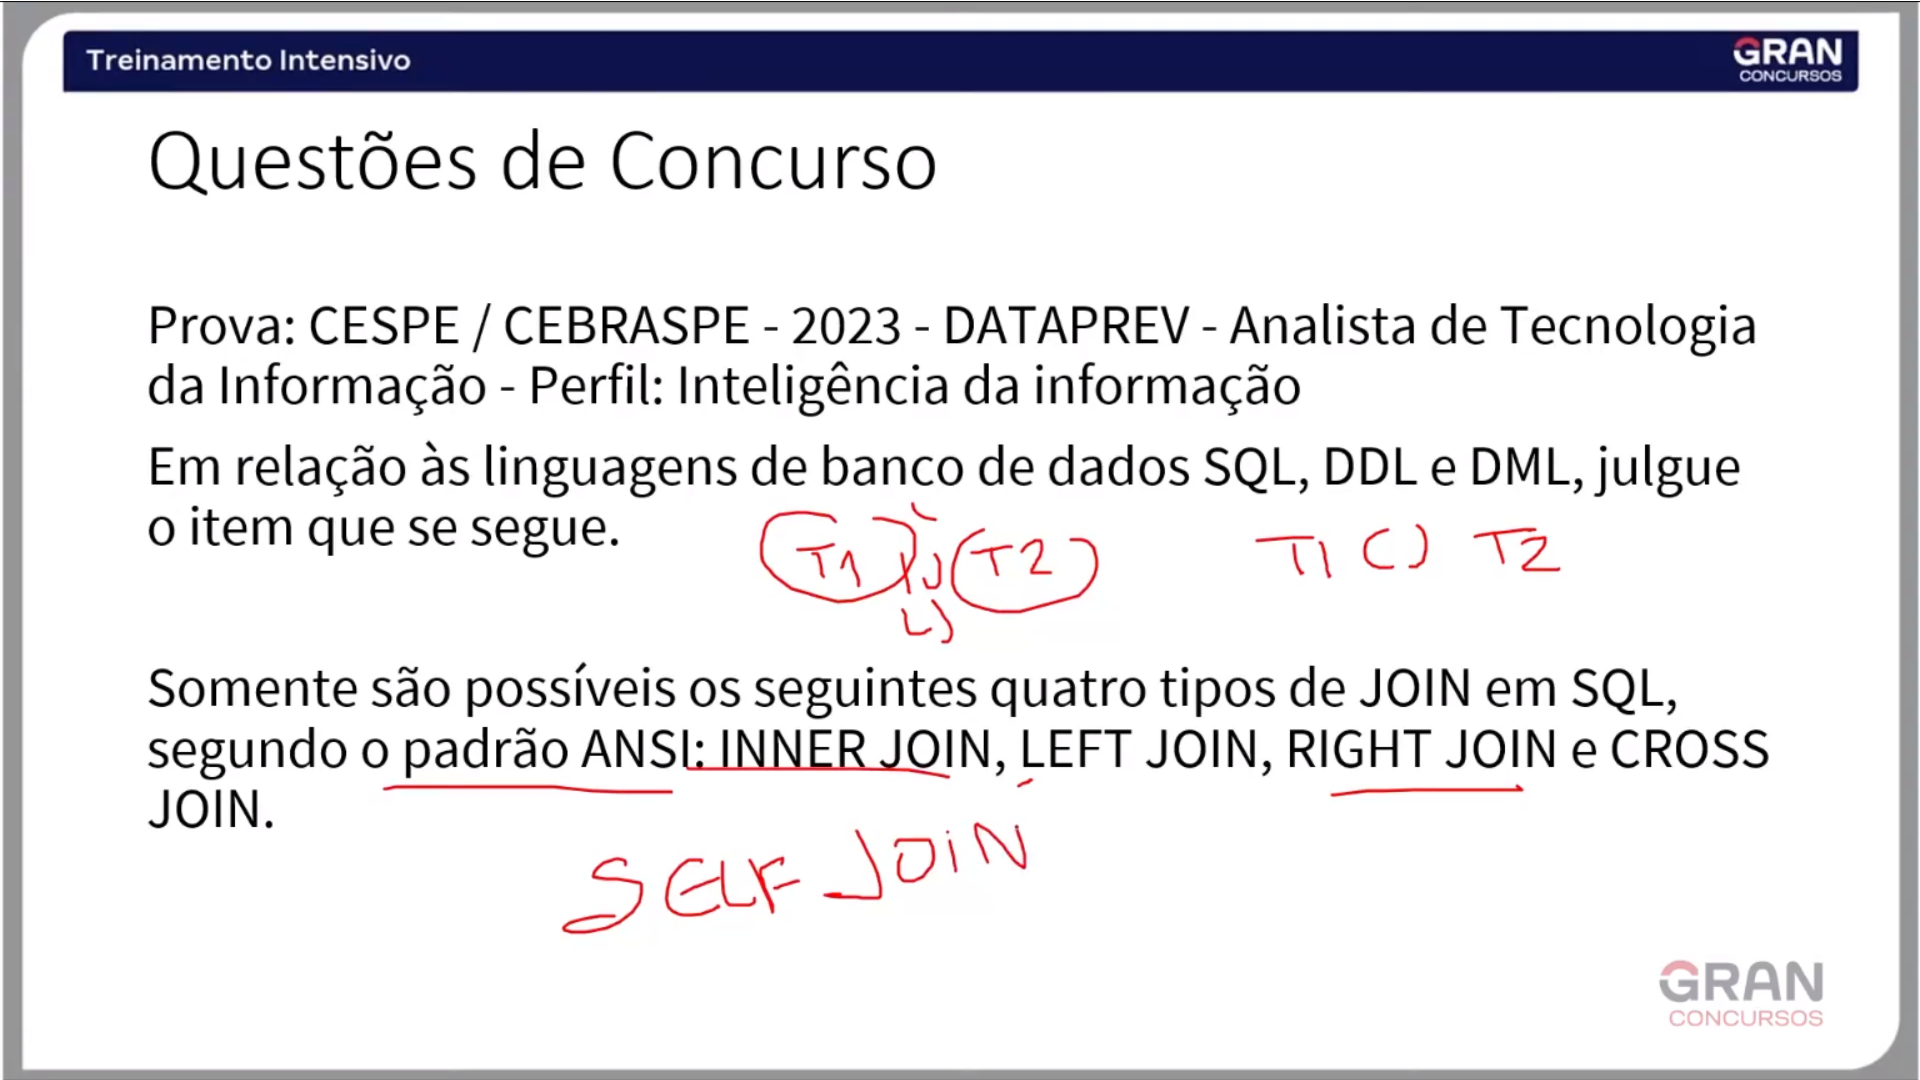 Treinamento Intensivo
GRAN
CONCURSOS
Questões de Concurso
Prova: CESPE / CEBRASPE - 2023 - DATAPREV - Analista de Tecnologia
da Informação - Perfil: Inteligência da informação
Em relação às linguagens de banco de dados SQL, DDL e DML, julgue
o item que se segue.
T1 IJ T2 T1 () T2
LJ
Somente são possíveis os seguintes quatro tipos de JOIN em SQL,
segundo o padrão ANSI: INNER JOIN, LEFT JOIN, RIGHT JOIN e CROSS
JOIN.
SELF JOIN
GRAN
CONCURSOS